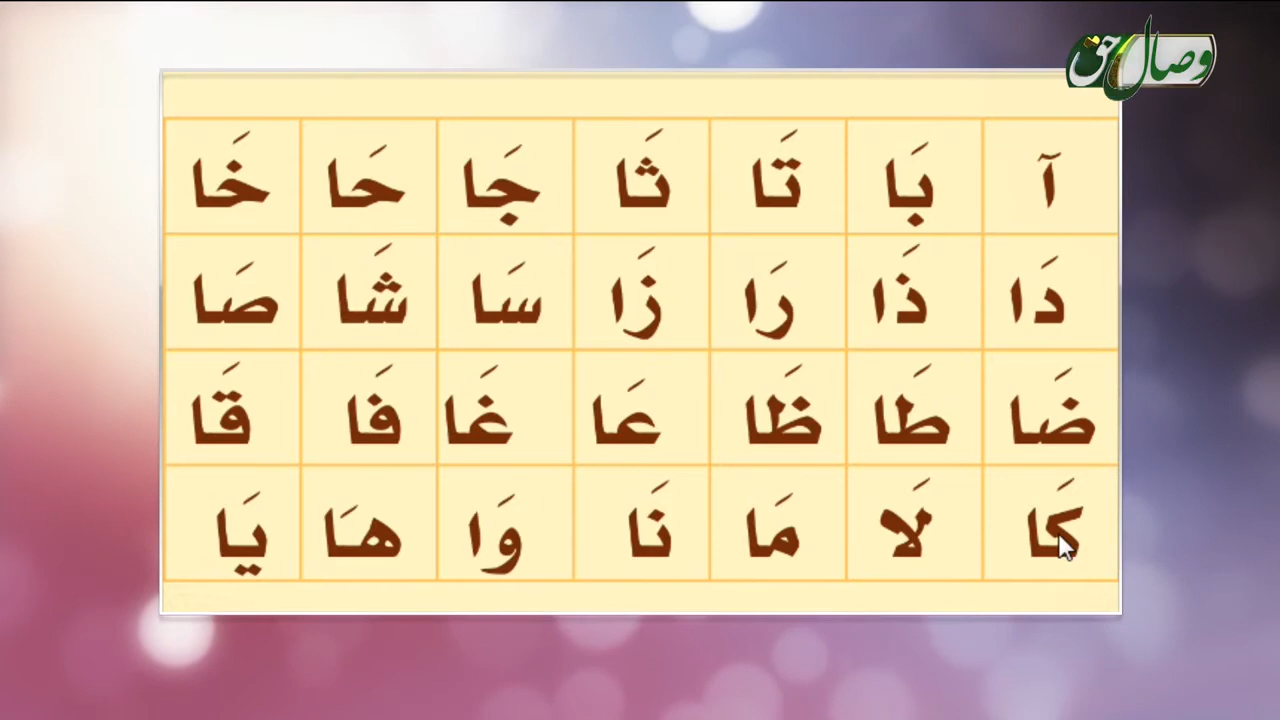 وصال حق
آ بَا تَا ثَا جَا حَا خَا
دَا ذَا رَا زَا سَا شَا صَا
ضَا طَا ظَا عَا غَا فَا قَا
كَا لَا مَا نَا وَا هَا يَا